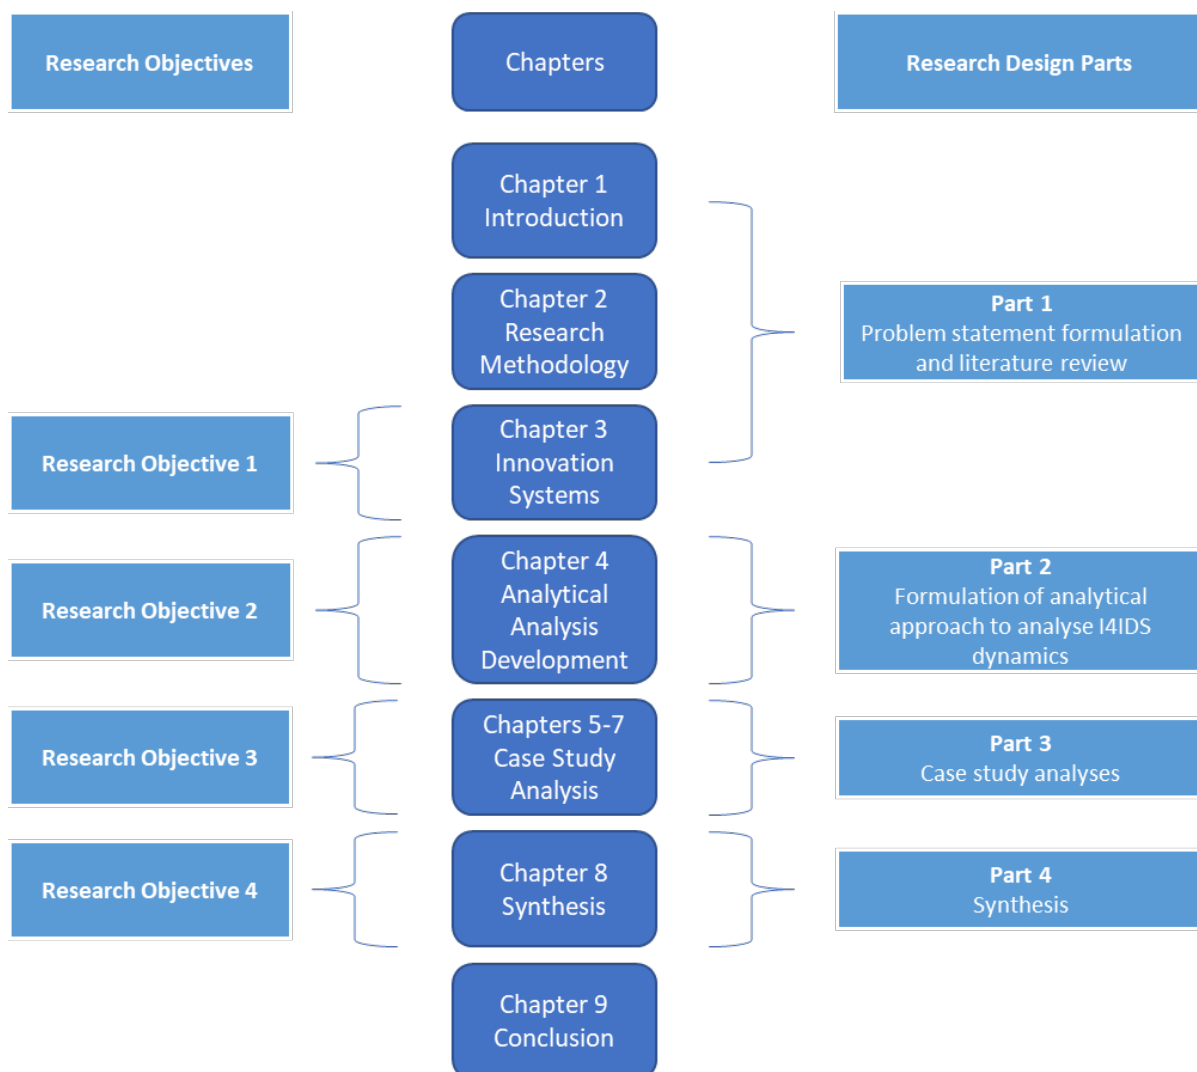 Research Objectives
Chapters
Research Design Parts
Chapter 1
Introduction
Chapter 2
Research
Methodology
Part 1
Problem statement formulation
and literature review
Research Objective 1
Chapter 3
Innovation
Systems
Research Objective 2
Chapter 4
Analytical
Analysis
Development
Part 2
Formulation of analytical
approach to analyse I4IDS
dynamics
Research Objective 3
Chapters 5-7
Case Study
Analysis
Part 3
Case study analyses
Research Objective 4
Chapter 8
Synthesis
Part 4
Synthesis
Chapter 9
Conclusion